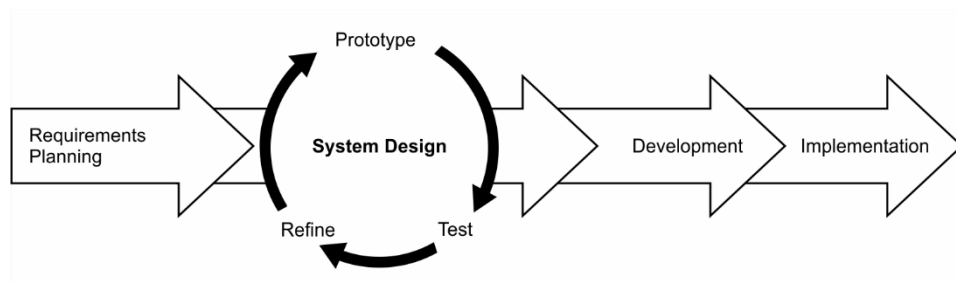 Prototype
Requirements
Planning
System Design
Development
Implementation
Refine
Test